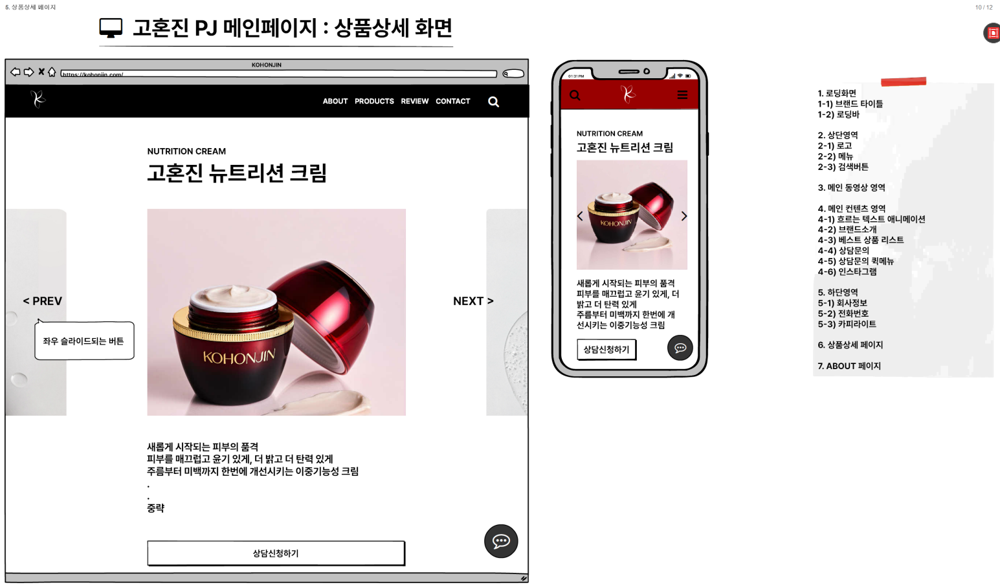 5. 상품상세 페이지
10 / 12
고혼진 PJ 메인페이지 : 상품상세 화면
KOHONJIN
https://kohonjin.com/
ABOUT PRODUCTS REVIEW CONTACT
NUTRITION CREAM
고혼진 뉴트리션 크림
< PREV
NEXT >
좌우 슬라이드되는 버튼
KOHONJIN
새롭게 시작되는 피부의 품격
피부를 매끄럽고 윤기 있게, 더 밝고 더 탄력 있게
주름부터 미백까지 한번에 개선시키는 이중기능성 크림
.
.
중략
상담신청하기
01:31 PM
NUTRITION CREAM
고혼진 뉴트리션 크림
KOHONJIN
새롭게 시작되는 피부의 품격
피부를 매끄럽고 윤기 있게, 더
밝고 더 탄력 있게
주름부터 미백까지 한번에 개
선시키는 이중기능성 크림
상담신청하기
1. 로딩화면
1-1) 브랜드 타이틀
1-2) 로딩바
2. 상단영역
2-1) 로고
2-2) 메뉴
2-3) 검색버튼
3. 메인 동영상 영역
4. 메인 컨텐츠 영역
4-1) 흐르는 텍스트 애니메이션
4-2) 브랜드소개
4-3) 베스트 상품 리스트
4-4) 상담문의
4-5) 상담문의 퀵메뉴
4-6) 인스타그램
5. 하단영역
5-1) 회사정보
5-2) 전화번호
5-3) 카피라이트
6. 상품상세 페이지
7. ABOUT 페이지